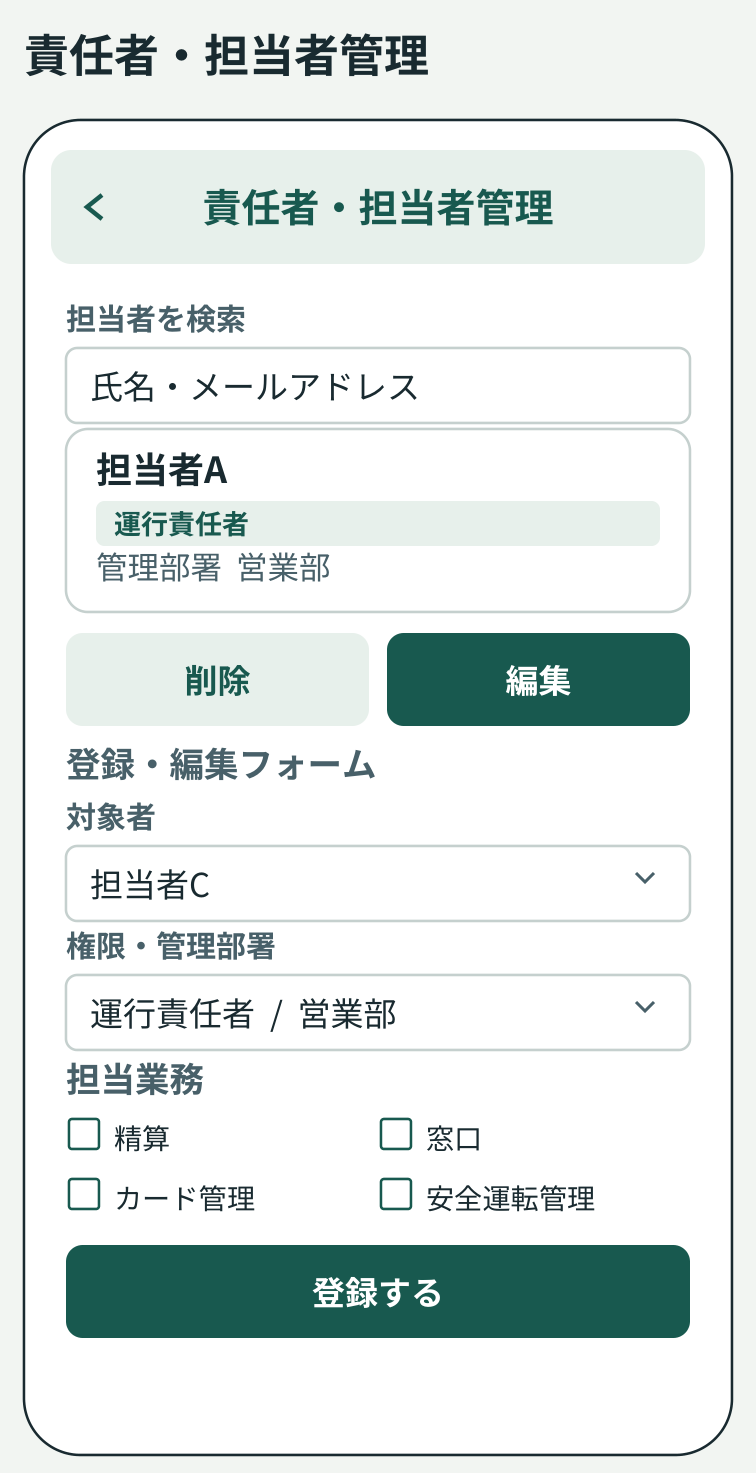 責任者・担当者管理
責任者・担当者管理
担当者を検索
氏名・メールアドレス
担当者A
運行責任者
管理部署 営業部
削除
編集
登録・編集フォーム
対象者
担当者C
権限・管理部署
運行責任者 / 営業部
担当業務
精算
窓口
カード管理
安全運転管理
登録する